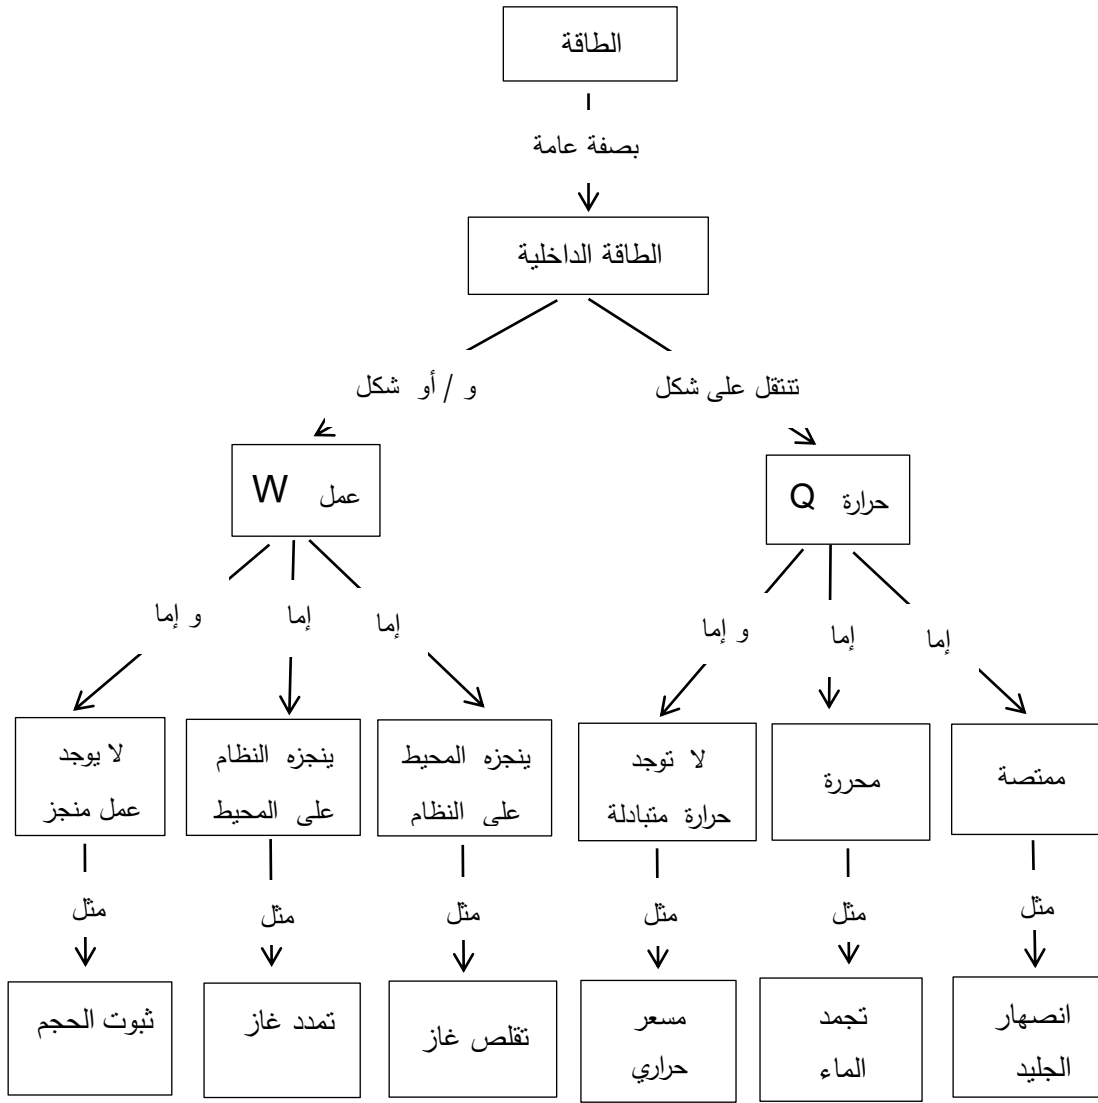 الطاقة
بصفة عامة
الطاقة الداخلية
تنتقل على شكل
و / أو شكل
حرارة Q
عمل W
إما
إما
و إما
إما
إما
و إما
ممتصة
محررة
لا توجد
حرارة متبادلة
ينجزه المحيط
على النظام
ينجزه النظام
على المحيط
لا يوجد
عمل منجز
مثل
مثل
مثل
مثل
مثل
مثل
انصهار
الجليد
تجمد
الماء
مسعر
حراري
تقلص غاز
تمدد غاز
ثبوت الحجم